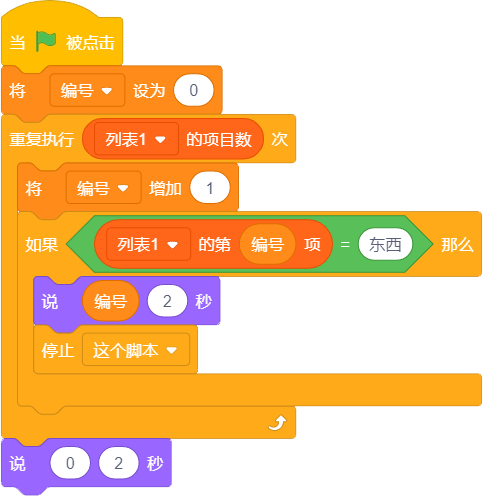 当 被点击
将 编号 设为 0
重复执行 列表1 的项目数 次
将 编号 增加 1
如果 列表1 的第 编号 项 = 东西 那么
说 编号 2 秒
停止 这个脚本
说 0 2 秒